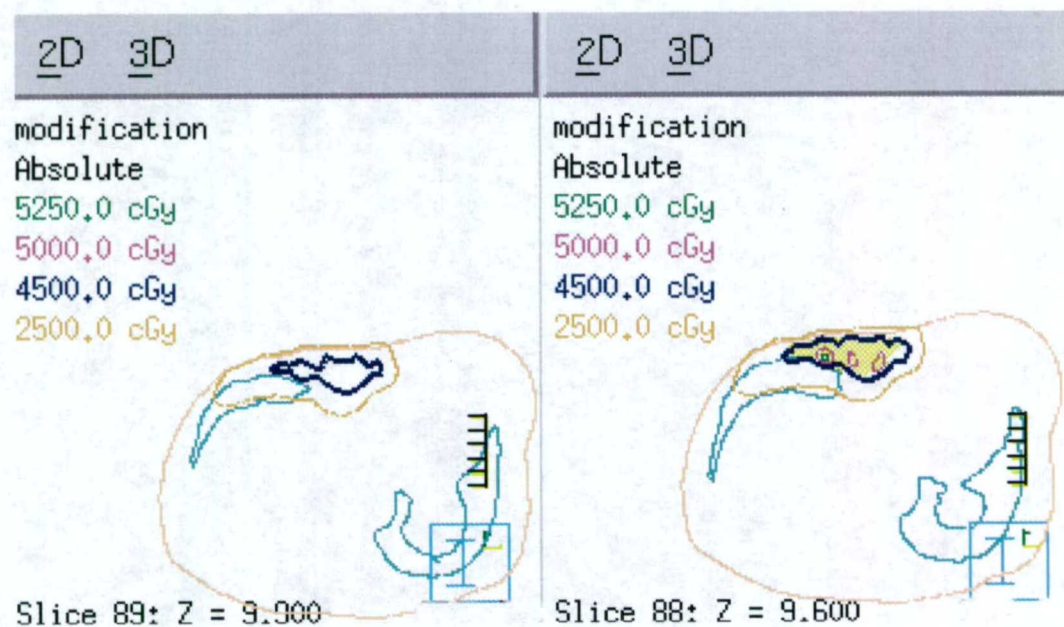 2D 3D
modification
Absolute
5250.0 cGy
5000.0 cGy
4500.0 cGy
2500.0 cGy
Slice 89: Z = 9.900
2D 3D
modification
Absolute
5250.0 cGy
5000.0 cGy
4500.0 cGy
2500.0 cGy
Slice 88: Z = 9.600